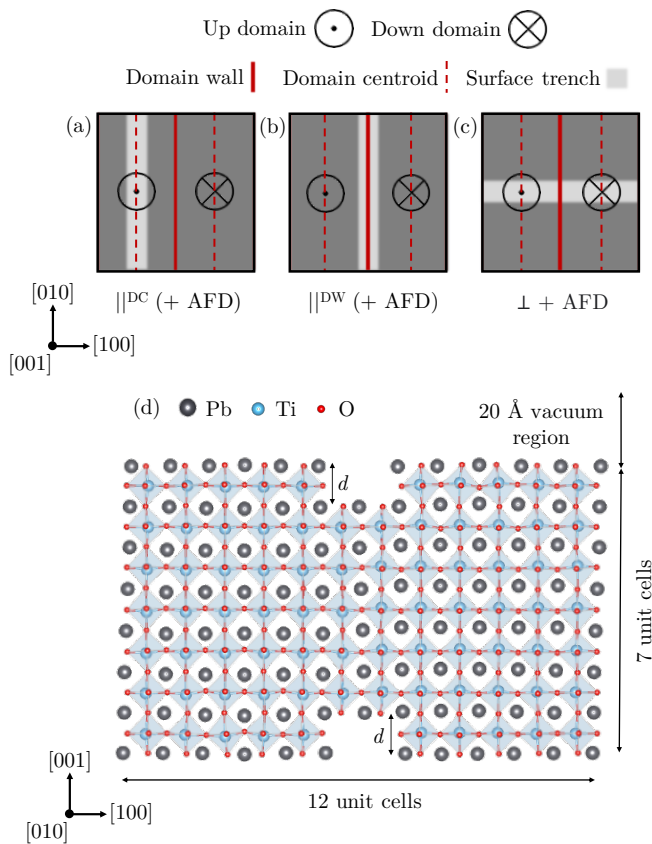 Up domain Down domain
Domain wall Domain centroid Surface trench
(a) (b) (c)
||ᴰᶜ (+ AFD) ||ᴰᵂ (+ AFD) ⊥ + AFD
[010]
[100]
[001]
(d) Pb Ti O
20 Å vacuum
region
d
7 unit cells
d
[001]
[100]
[010]
12 unit cells